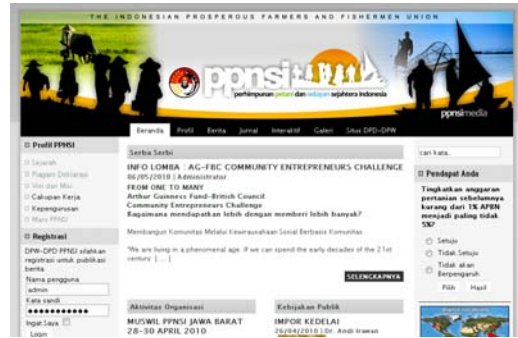 THE INDONESIAN PROSPEROUS FARMERS AND FISHERMEN UNION
ppnsi
perhimpunan petani dan nelayan sejahtera indonesia
ppnsimedia
Beranda Profil Berita Jurnal Interaktif Galeri Situs DPD-DPW
Profil PPNSI
Sejarah
Piagam Deklarasi
Visi dan Misi
Cakupan Kerja
Kepengurusan
Mars PPNSI
Registrasi
DPW-DPD PPNSI silahkan
registrasi untuk publikasi
berita
Nama pengguna
admin
Kata sandi
Ingat Saya
Login
Serba Serbi
INFO LOMBA : AG-FBC COMMUNITY ENTREPRENEURS CHALLENGE
06/05/2010 | Administrator
FROM ONE TO MANY
Arthur Guinness Fund-British Council
Community Entrepreneurs Challenge
Bagaimana mendapatkan lebih dengan memberi lebih banyak?
Membangun Komunitas Melalui Kewirausahaan Sosial Berbasis Komunitas
"We are living in a phenomenal age. If we can spend the early decades of the 21st
century [...]
SELENGKAPNYA
Aktivitas Organisasi
MUSWIL PPNSI JAWA BARAT
28-30 APRIL 2010
Kebijakan Publik
IMPOR KEDELAI
26/04/2010 | Dr. Andi Irawan
cari kata..
Pendapat Anda
Tingkatkan anggaran
pertanian sebelumnya
kurang dari 1% APBN
menjadi paling tidak
5%?
Setuju
Tidak Setuju
Tidak akan
Berpengaruh
Pilih Hasil